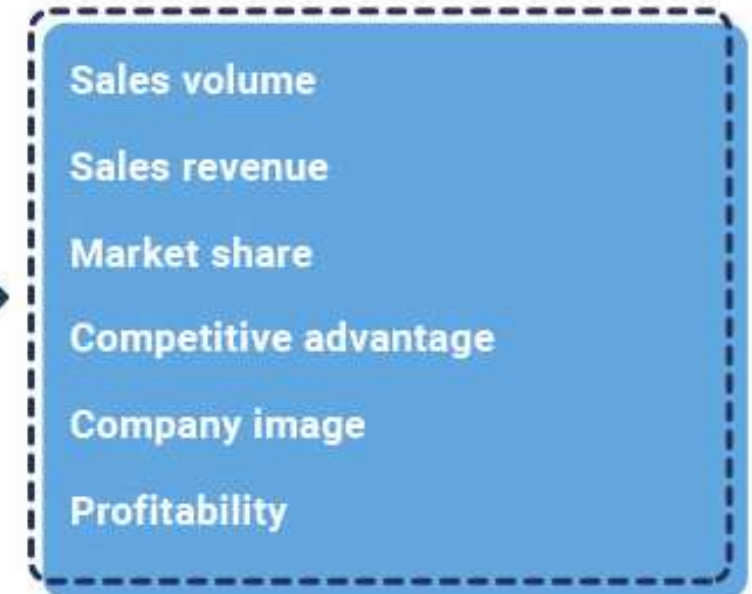 Sales volume
Sales revenue
Market share
Competitive advantage
Company image
Profitability